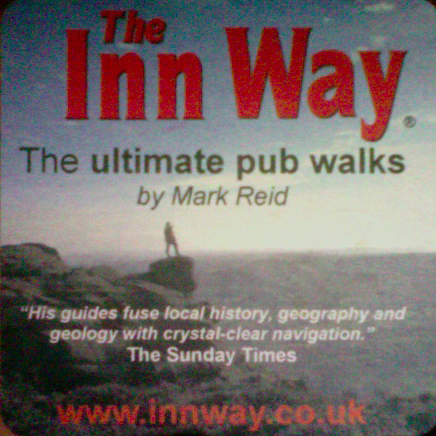 The
Inn Way®
The ultimate pub walks
by Mark Reid
"His guides fuse local history, geography and
geology with crystal-clear navigation."
The Sunday Times
www.innway.co.uk